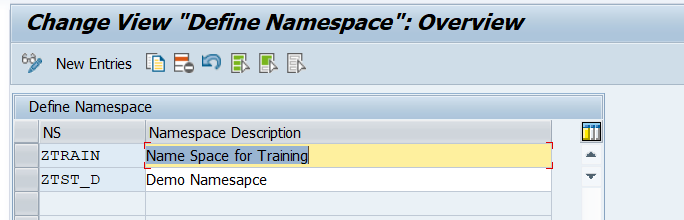 Change View "Define Namespace": Overview
New Entries
Define Namespace
NS Namespace Description
ZTRAIN Name Space for Training
ZTST_D Demo Namesapce